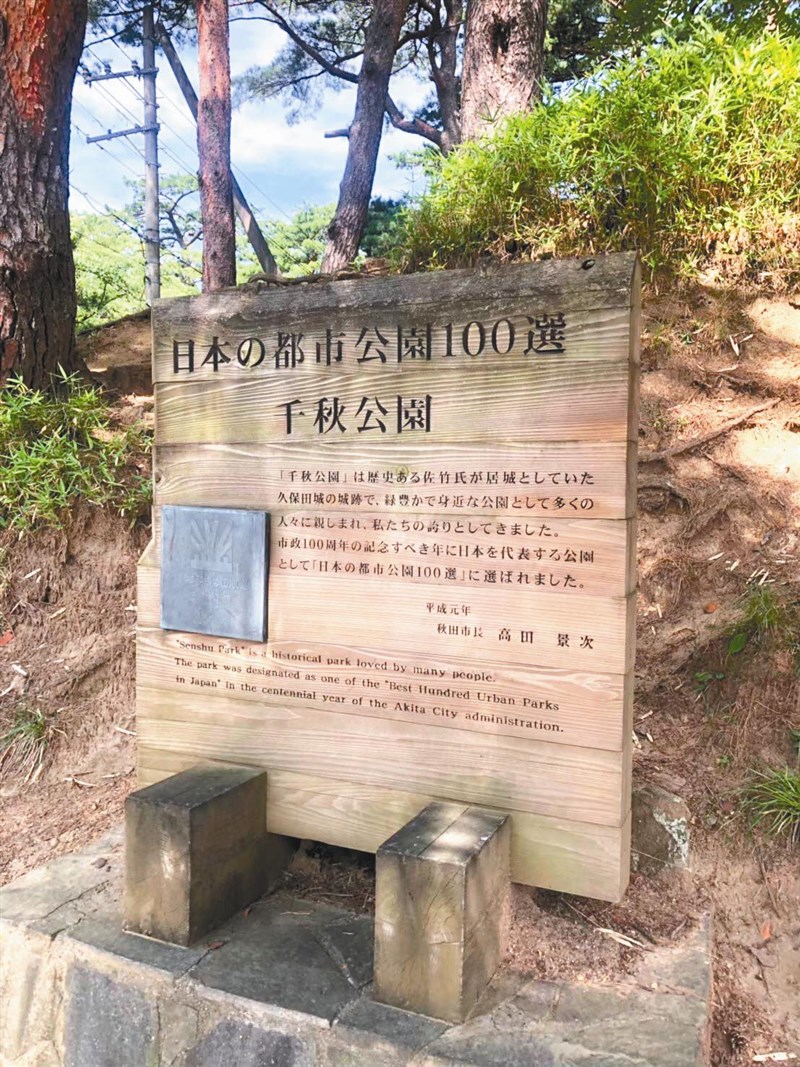 日本の都市公園100選
千秋公園
「千秋公園」は歴史ある佐竹氏が居城としていた
久保田城の城跡で、緑豊かで身近な公園として多くの
人々に親しまれ、私たちの誇りとしてきました。
市政100周年の記念すべき年に日本を代表する公園
として「日本の都市公園100選」に選ばれました。
平成元年
秋田市長 高田 景次
"Senshu Park" is a historical park loved by many people.
The park was designated as one of the "Best Hundred Urban Parks
in Japan" in the centennial year of the Akita City administration.